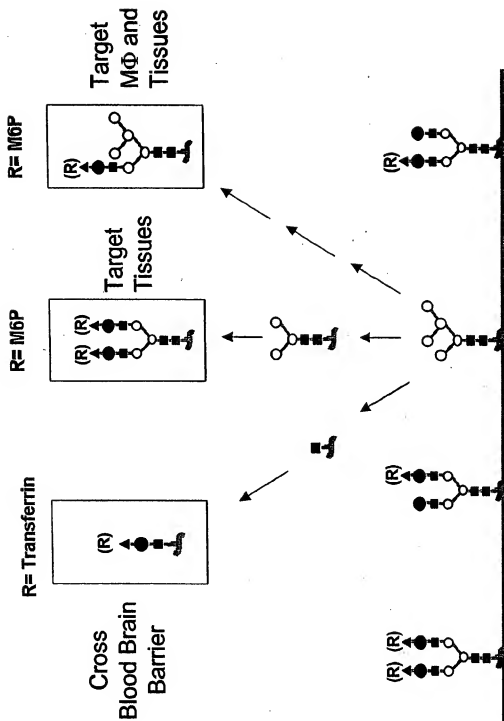 R= Transferrin
Cross
Blood Brain
Barrier
(R)
R= M6P
(R) (R)
Target
Tissues
R= M6P
(R)
Target
MΦ and
Tissues
(R) (R)
(R)
(R)